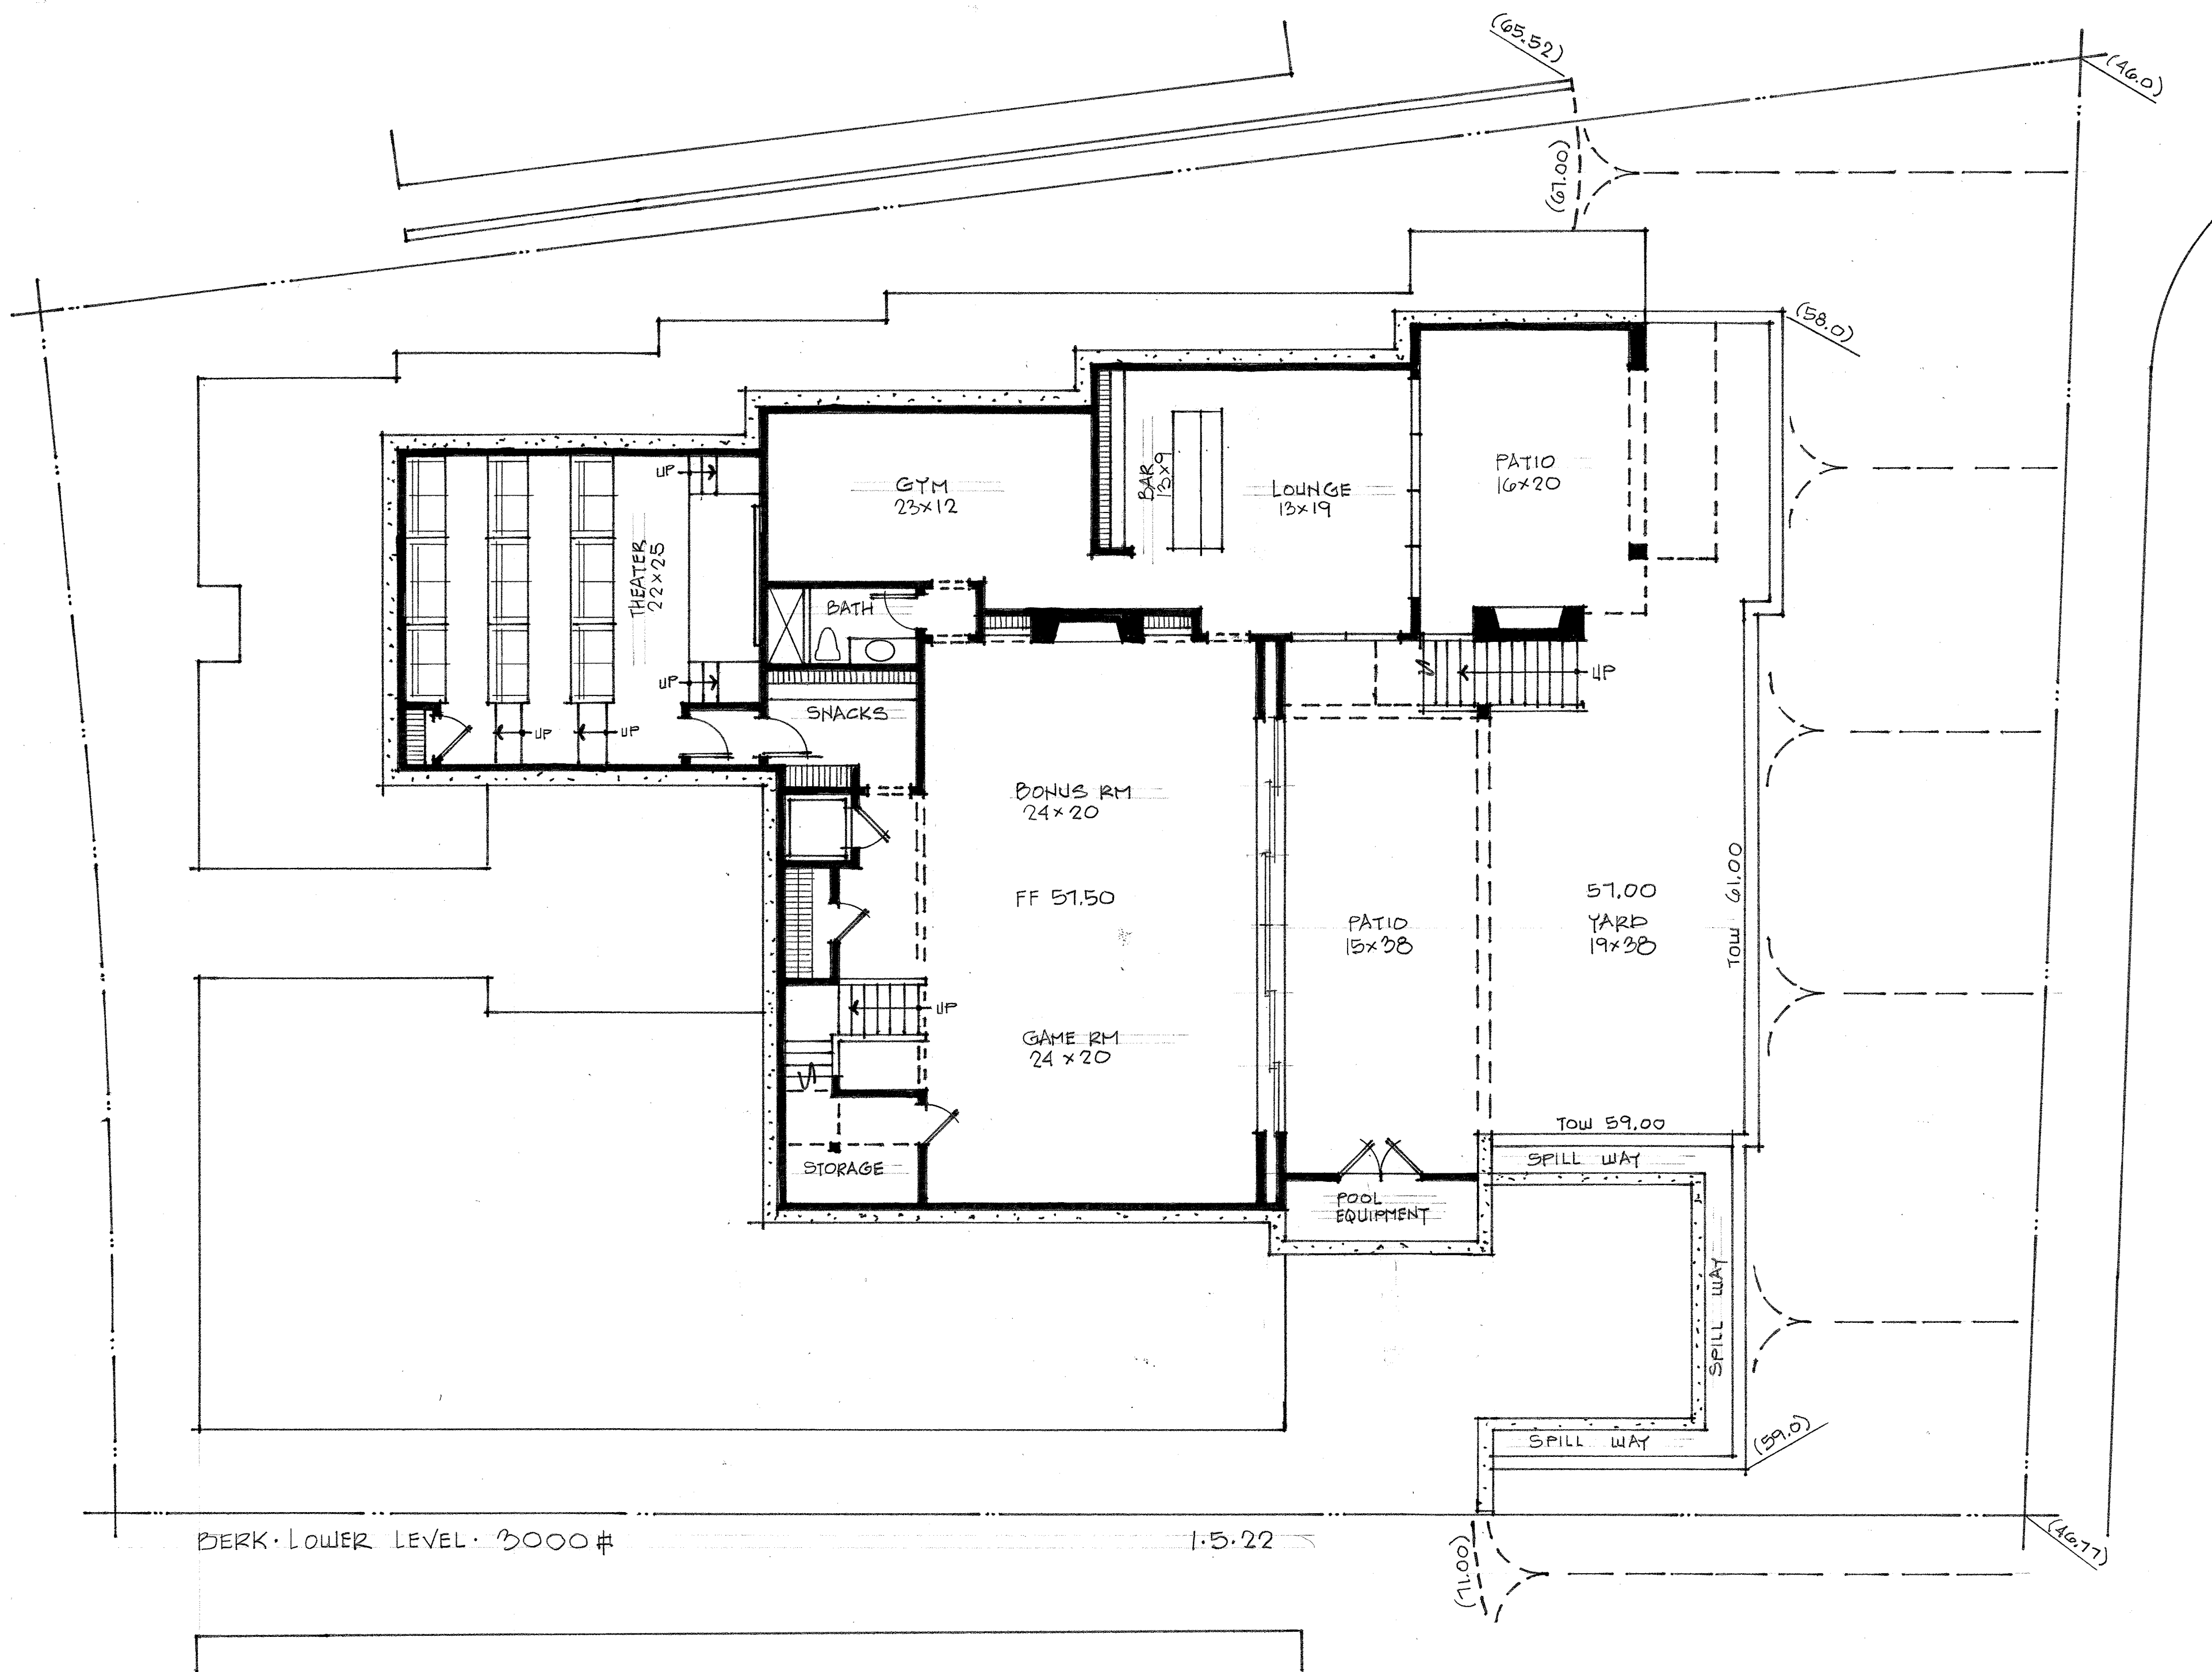 (65.52)
(46.0)
(67.00)
(58.0)
UP
GYM
23x12
BAR
13x9
LOUNGE
13x19
PATIO
16x20
THEATER
22x25
BATH
UP
UP
SNACKS
UP
UP
BONUS RM
24x20
FF 57.50
PATIO
15x38
57.00
YARD
19x38
TOW 61.00
UP
GAME RM
24 x 20
TOW 59.00
SPILL WAY
STORAGE
POOL
EQUIPMENT
SPILL WAY
SPILL WAY
(59.0)
BERK · LOWER LEVEL · 3000 #
1·5·22
(46.77)
(71.00)